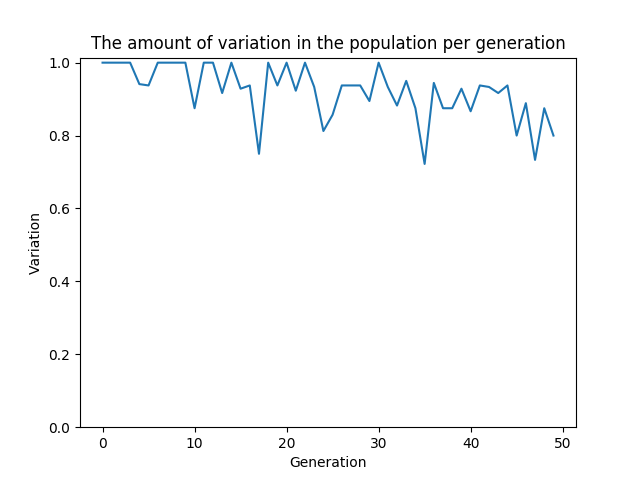 The amount of variation in the population per generation
1.0
0.8
0.6
0.4
0.2
0.0
Variation
0 10 20 30 40 50
Generation